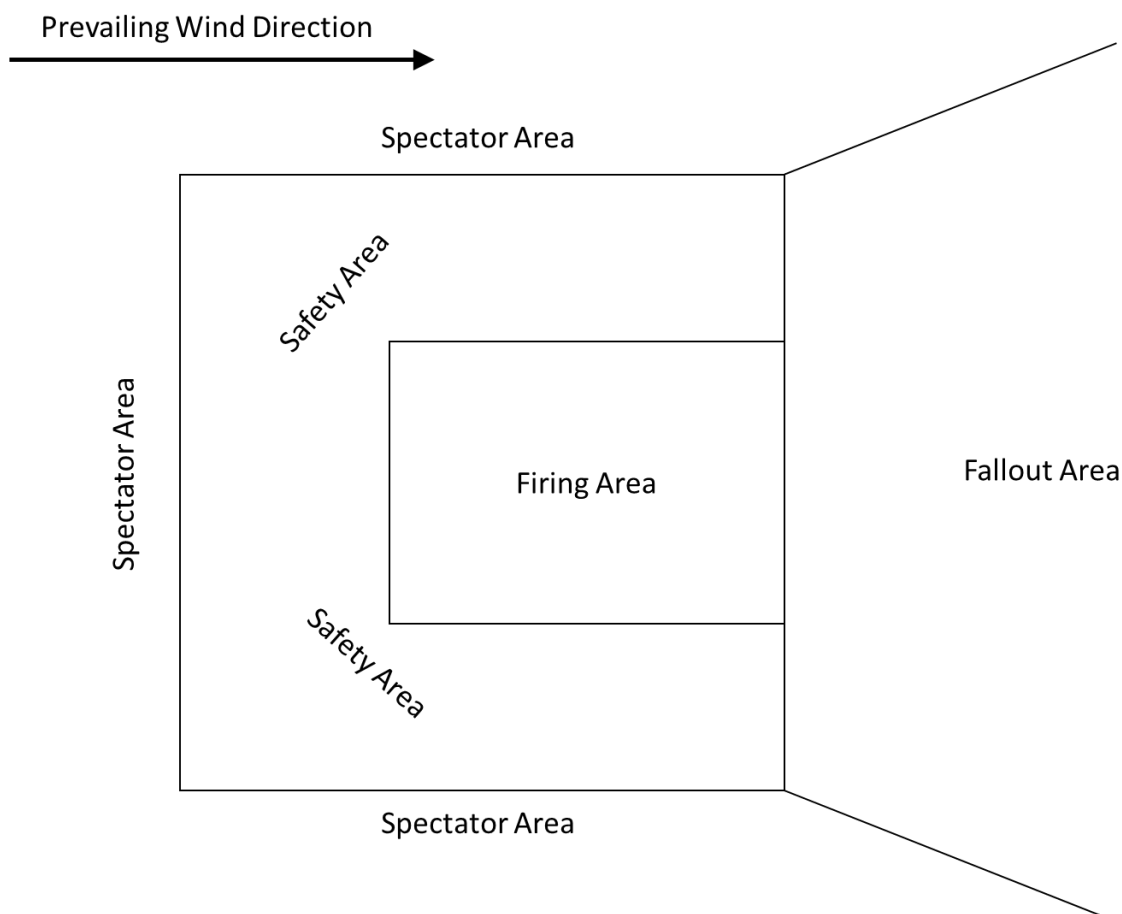 Prevailing Wind Direction
Spectator Area
Safety Area
Spectator Area
Firing Area
Fallout Area
Safety Area
Spectator Area